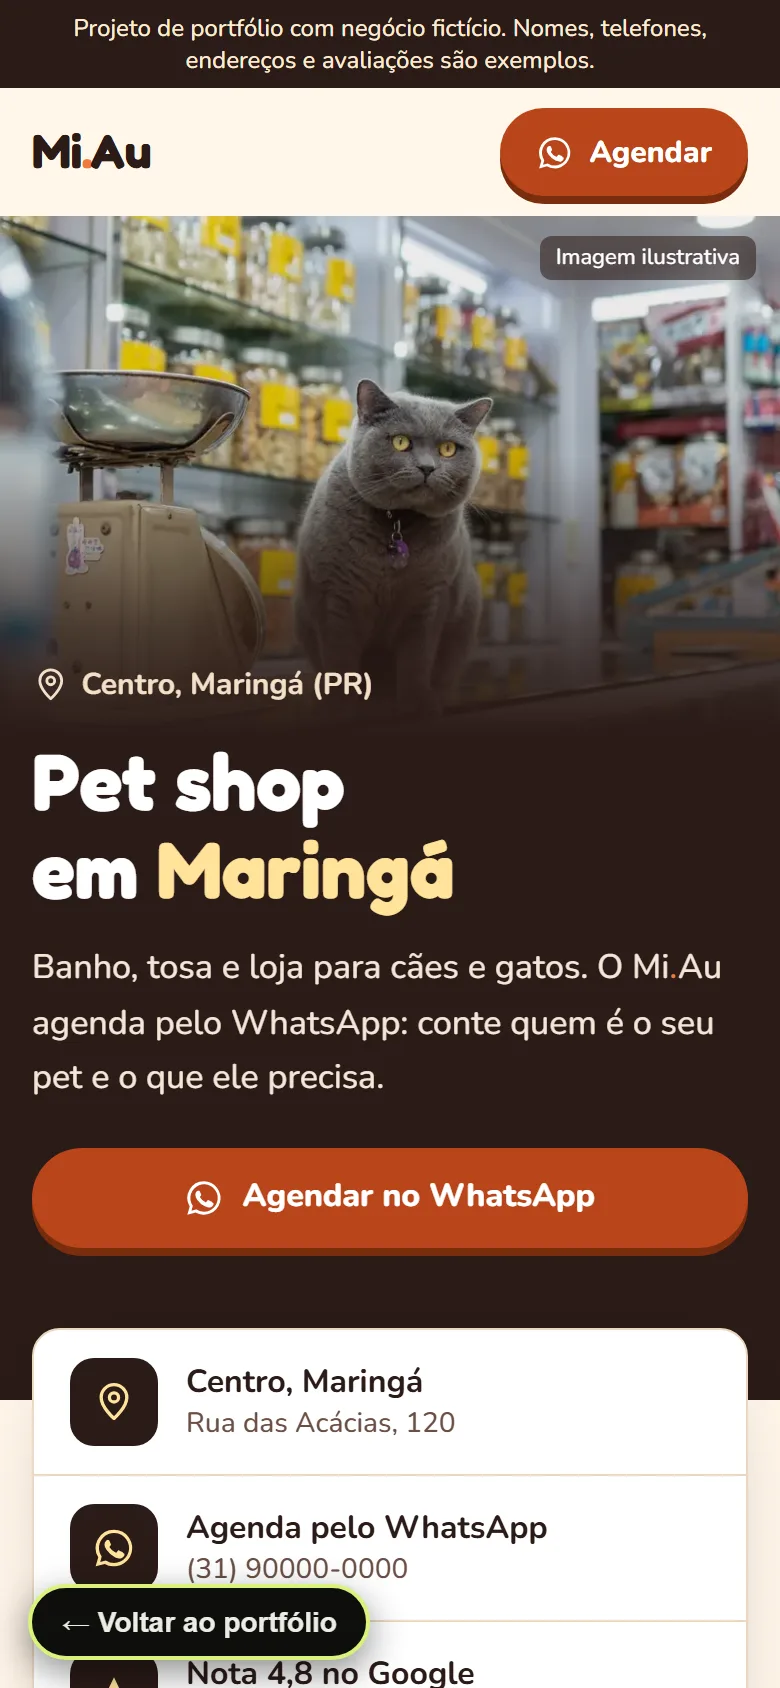 Projeto de portfólio com negócio fictício. Nomes, telefones,
endereços e avaliações são exemplos.
Mi.Au
Agendar
Imagem ilustrativa
Centro, Maringá (PR)
Pet shop
em Maringá
Banho, tosa e loja para cães e gatos. O Mi.Au
agenda pelo WhatsApp: conte quem é o seu
pet e o que ele precisa.
Agendar no WhatsApp
Centro, Maringá
Rua das Acácias, 120
Agenda pelo WhatsApp
(31) 90000-0000
← Voltar ao portfólio
Nota 4,8 no Google